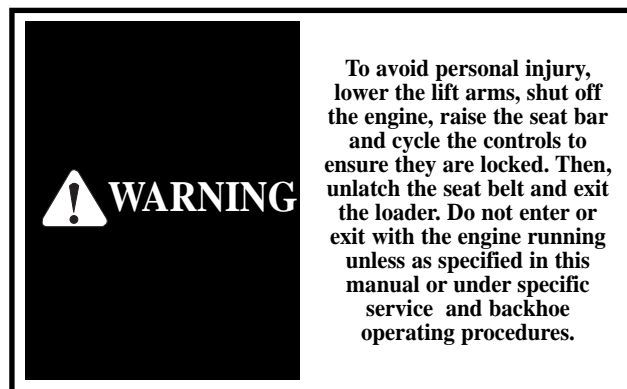 WARNING
To avoid personal injury,
lower the lift arms, shut off
the engine, raise the seat bar
and cycle the controls to
ensure they are locked. Then,
unlatch the seat belt and exit
the loader. Do not enter or
exit with the engine running
unless as specified in this
manual or under specific
service and backhoe
operating procedures.